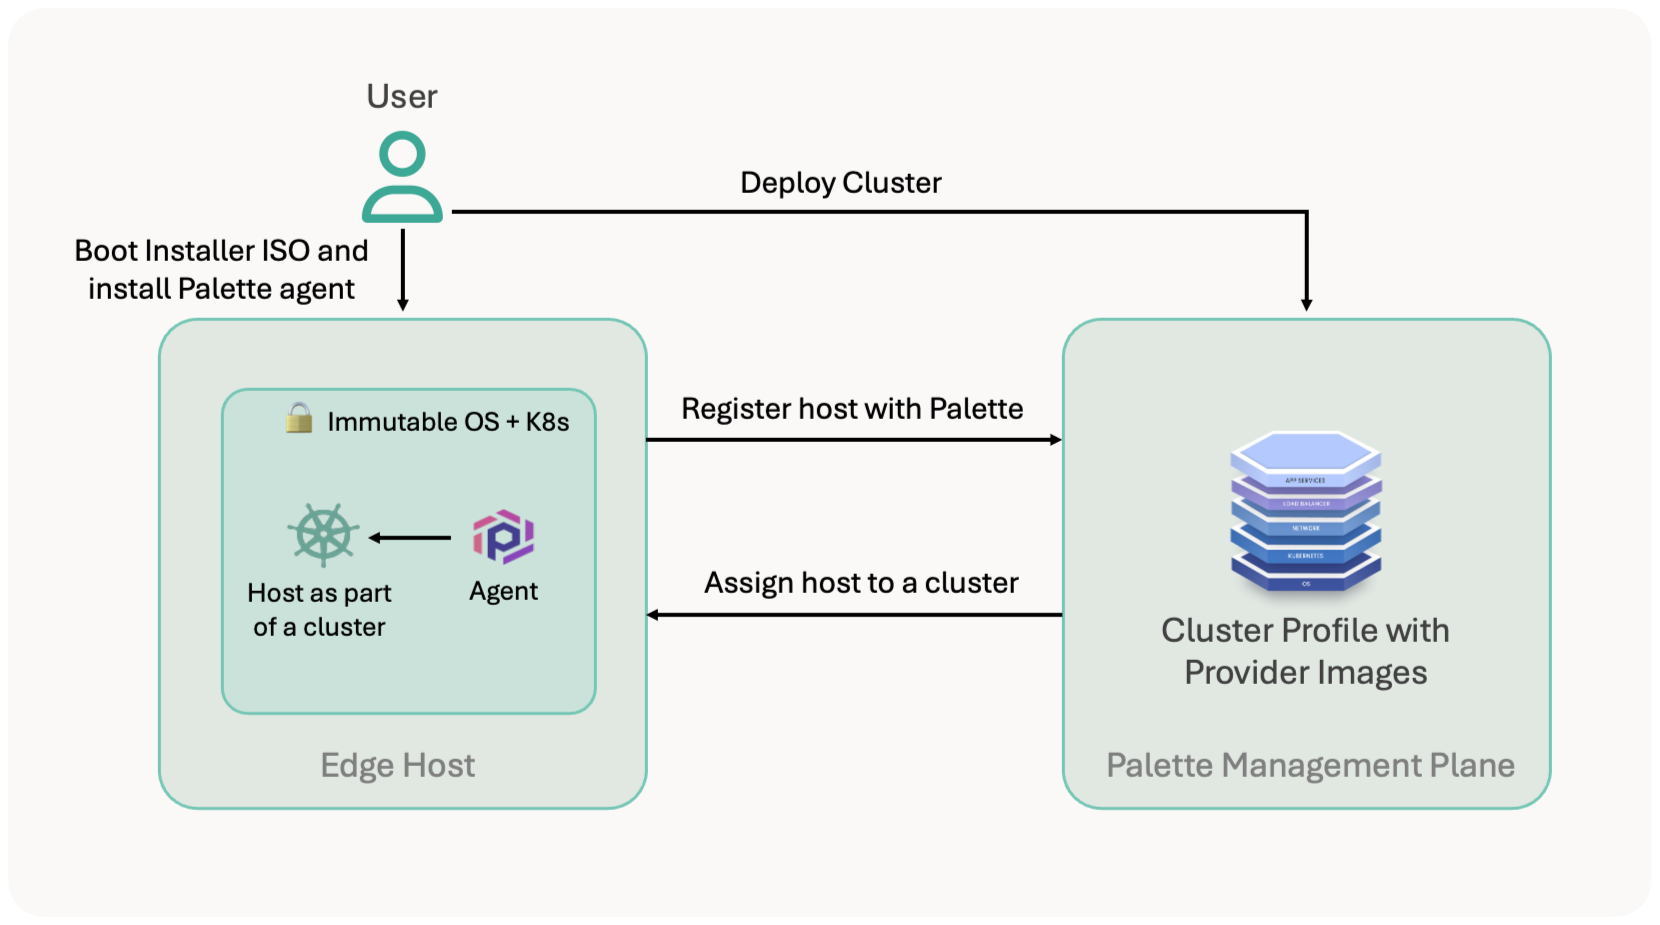 User
Deploy Cluster
Boot Installer ISO and
install Palette agent
Immutable OS + K8s
Host as part
of a cluster
Agent
Edge Host
Register host with Palette
Assign host to a cluster
APP SERVICES
LOAD BALANCER
NETWORK
KUBERNETES
OS
Cluster Profile with
Provider Images
Palette Management Plane